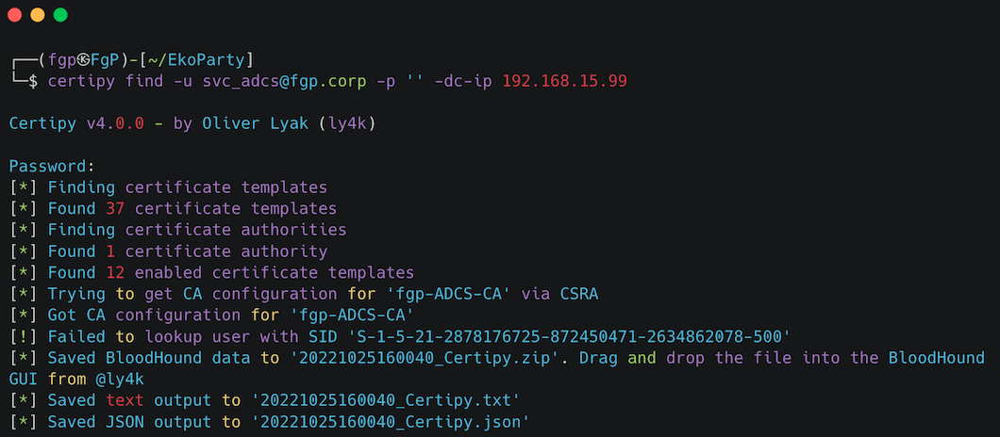 ┌──(fgp㉿FgP)-[~/EkoParty]
└─$ certipy find -u svc_adcs@fgp.corp -p '' -dc-ip 192.168.15.99
Certipy v4.0.0 - by Oliver Lyak (ly4k)
Password:
[*] Finding certificate templates
[*] Found 37 certificate templates
[*] Finding certificate authorities
[*] Found 1 certificate authority
[*] Found 12 enabled certificate templates
[*] Trying to get CA configuration for 'fgp-ADCS-CA' via CSRA
[*] Got CA configuration for 'fgp-ADCS-CA'
[!] Failed to lookup user with SID 'S-1-5-21-2878176725-872450471-2634862078-500'
[*] Saved BloodHound data to '20221025160040_Certipy.zip'. Drag and drop the file into the BloodHound
GUI from @ly4k
[*] Saved text output to '20221025160040_Certipy.txt'
[*] Saved JSON output to '20221025160040_Certipy.json'